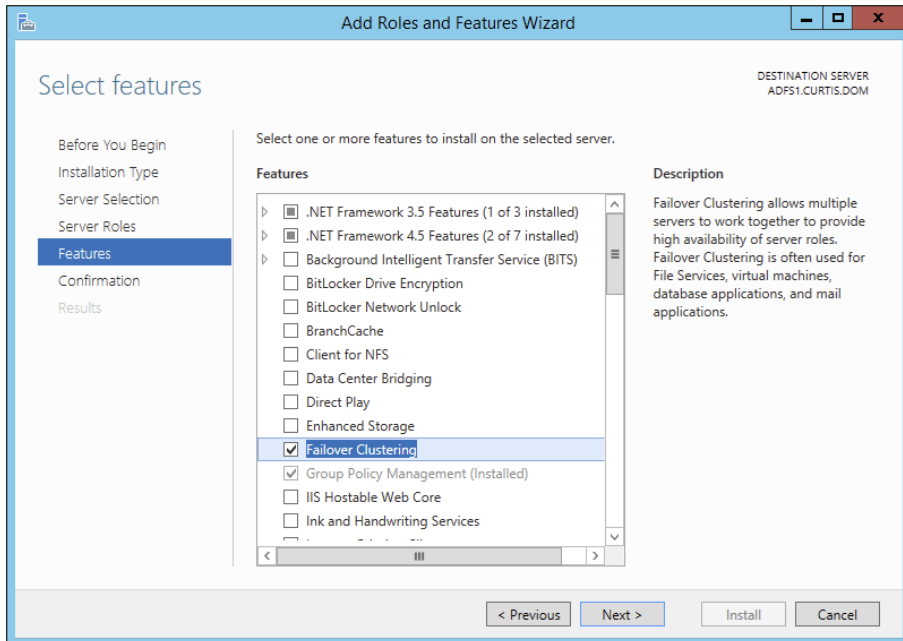 Add Roles and Features Wizard
Select features
DESTINATION SERVER
ADFS1.CURTIS.DOM
Before You Begin
Installation Type
Server Selection
Server Roles
Features
Confirmation
Results
Select one or more features to install on the selected server.
Features
.NET Framework 3.5 Features (1 of 3 installed)
.NET Framework 4.5 Features (2 of 7 installed)
Background Intelligent Transfer Service (BITS)
BitLocker Drive Encryption
BitLocker Network Unlock
BranchCache
Client for NFS
Data Center Bridging
Direct Play
Enhanced Storage
Failover Clustering
Group Policy Management (Installed)
IIS Hostable Web Core
Ink and Handwriting Services
Description
Failover Clustering allows multiple
servers to work together to provide
high availability of server roles.
Failover Clustering is often used for
File Services, virtual machines,
database applications, and mail
applications.
< Previous
Next >
Install
Cancel